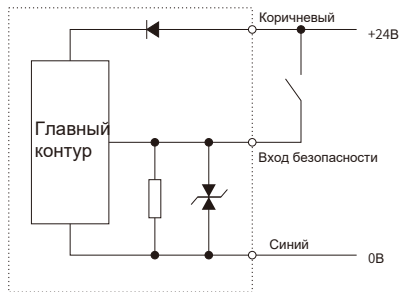 Коричневый
+24В
Главный
контур
Вход безопасности
Синий
0В